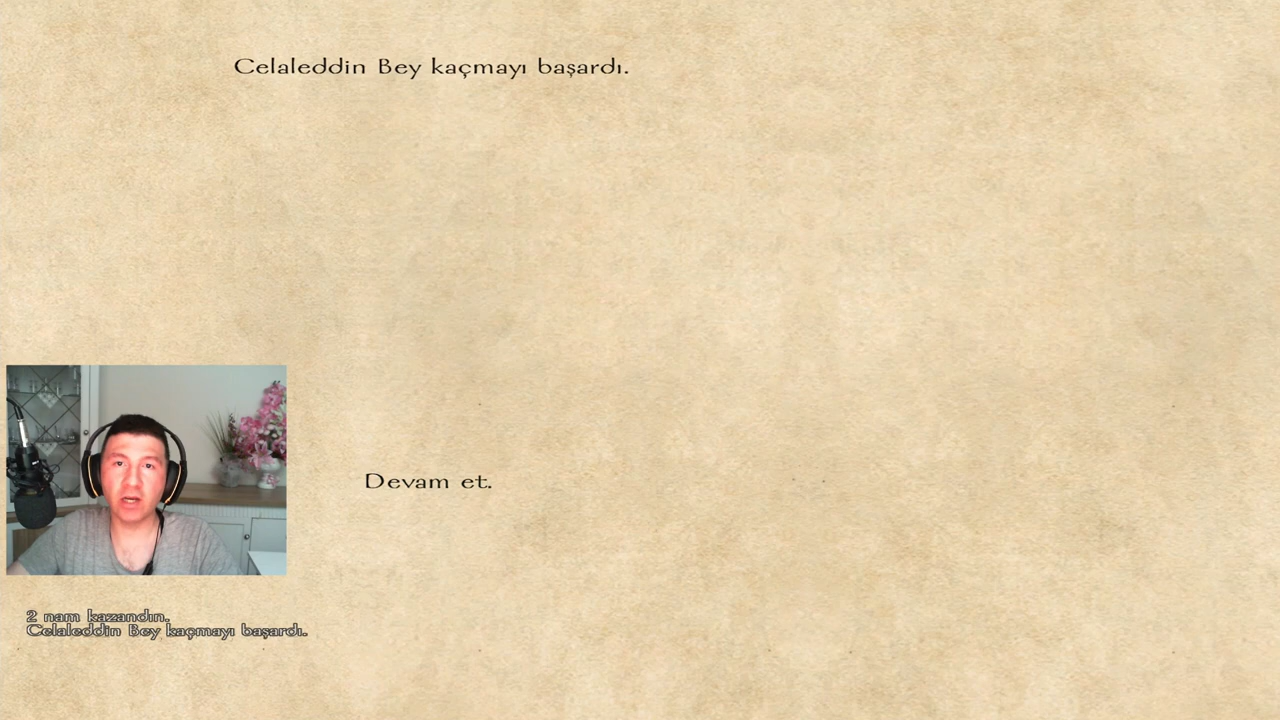 Celaleddin Bey kaçmayı başardı.
Devam et.
2 nam kazandın.
Celaleddin Bey kaçmayı başardı.